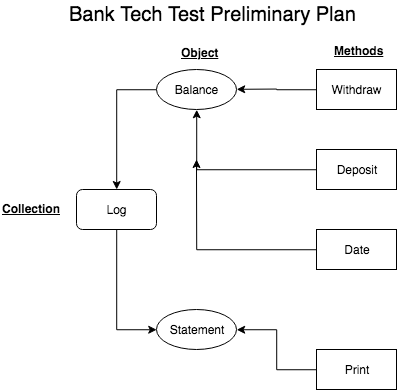 Bank Tech Test Preliminary Plan
Object
Methods
Balance
Withdraw
Deposit
Collection
Log
Date
Statement
Print